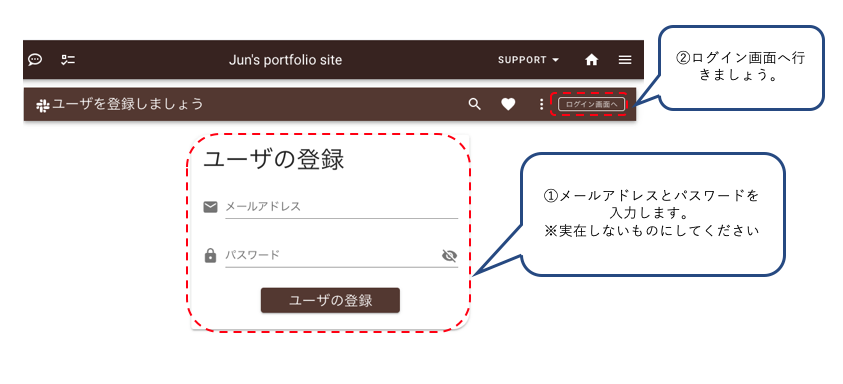 Jun's portfolio site
SUPPORT
②ログイン画面へ行
きましょう。
ユーザを登録しましょう
ログイン画面へ
ユーザの登録
メールアドレス
パスワード
ユーザの登録
①メールアドレスとパスワードを
入力します。
※実在しないものにしてください